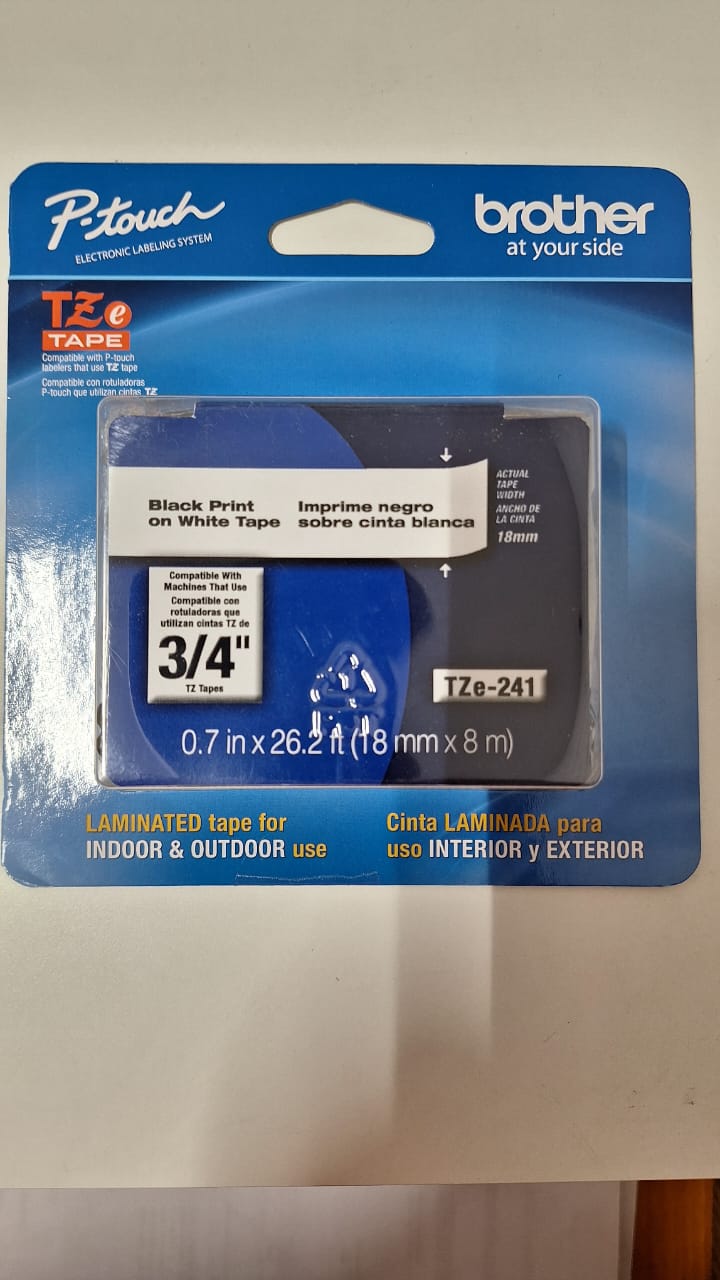 P-touch
ELECTRONIC LABELING SYSTEM
brother
at your side
TZe
TAPE
Compatible with P-touch
labelers that use TZ tape
Compatible con rotuladoras
P-touch que utilizan cintas TZ
Black Print
on White Tape
Imprime negro
sobre cinta blanca
ACTUAL
TAPE
WIDTH
ANCHO DE
LA CINTA
18mm
Compatible With
Machines That Use
Compatible con
rotuladoras que
utilizan cintas TZ de
3/4"
TZ Tapes
TZe-241
0.7 in x 26.2 ft (18 mm x 8 m)
LAMINATED tape for
INDOOR & OUTDOOR use
Cinta LAMINADA para
uso INTERIOR y EXTERIOR